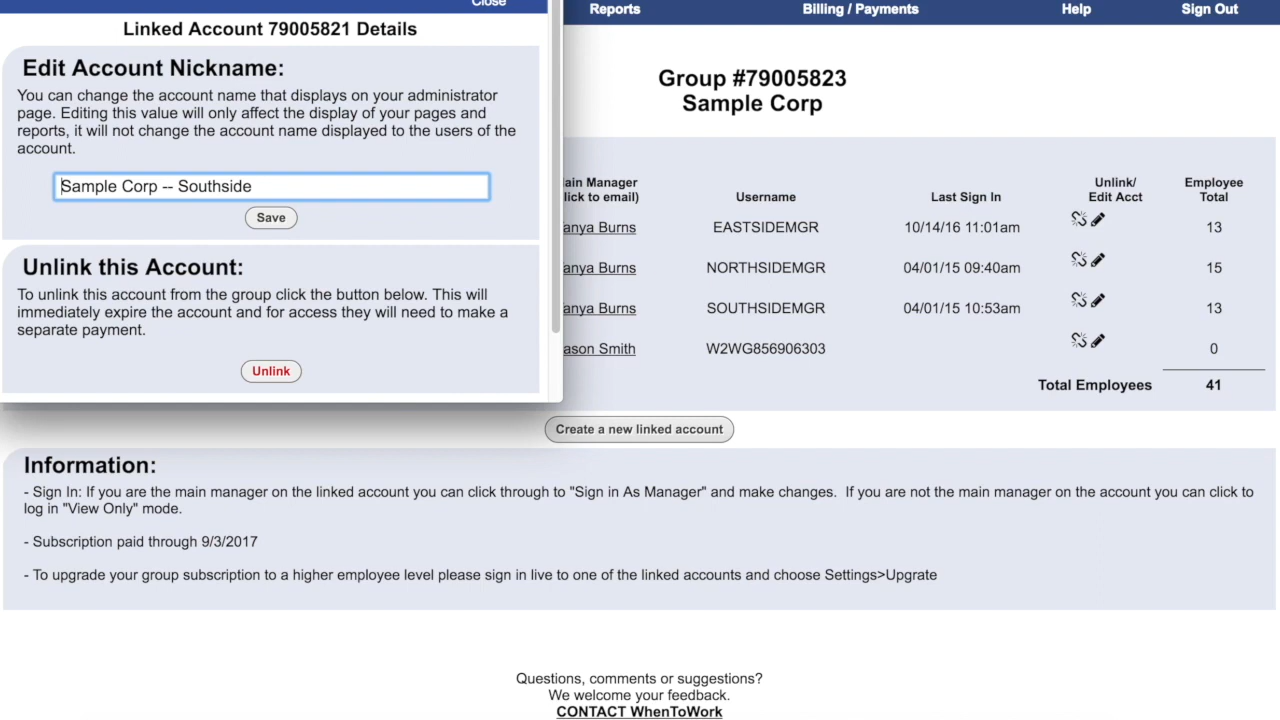 Close
Linked Account 79005821 Details
Edit Account Nickname:
You can change the account name that displays on your administrator
page. Editing this value will only affect the display of your pages and
reports, it will not change the account name displayed to the users of the
account.
Sample Corp -- Southside
Save
Unlink this Account:
To unlink this account from the group click the button below. This will
immediately expire the account and for access they will need to make a
separate payment.
Unlink
Reports Billing / Payments Help Sign Out
Group #79005823
Sample Corp
ain Manager Unlink/ Employee
lick to email) Username Last Sign In Edit Acct Total
anya Burns EASTSIDEMGR 10/14/16 11:01am 13
anya Burns NORTHSIDEMGR 04/01/15 09:40am 15
anya Burns SOUTHSIDEMGR 04/01/15 10:53am 13
ason Smith W2WG856906303 0
Total Employees 41
Create a new linked account
Information:
- Sign In: If you are the main manager on the linked account you can click through to "Sign in As Manager" and make changes. If you are not the main manager on the account you can click to
log in "View Only" mode.
- Subscription paid through 9/3/2017
- To upgrade your group subscription to a higher employee level please sign in live to one of the linked accounts and choose Settings>Upgrade
Questions, comments or suggestions?
We welcome your feedback.
CONTACT WhenToWork